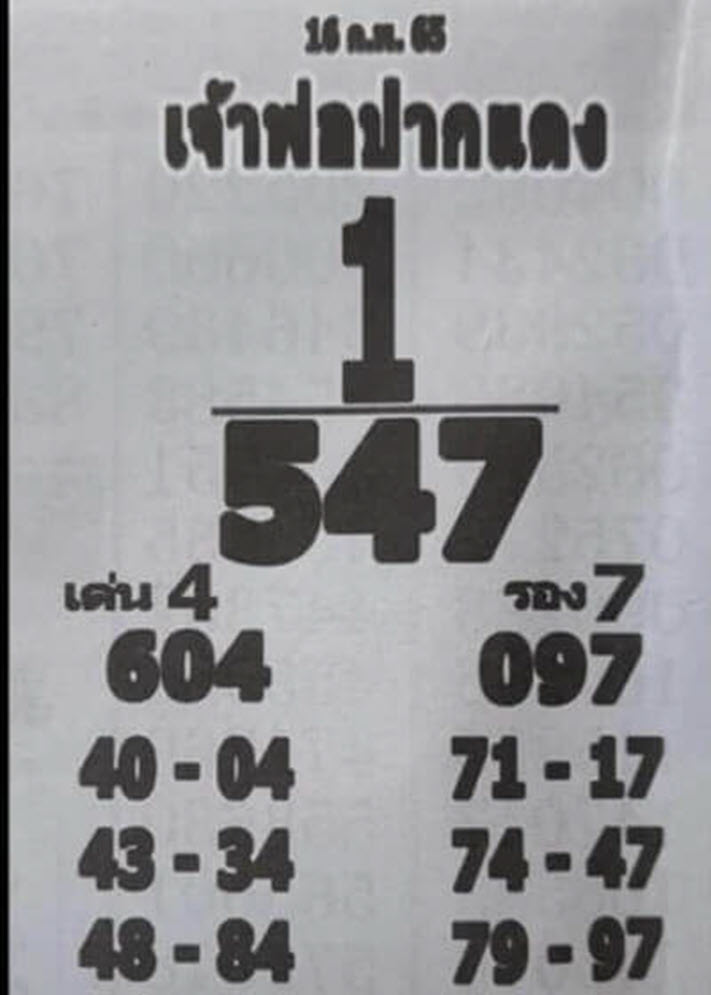 16 ก.พ. 65
เจ้าพ่อปากแดง
1
547
เด่น 4 รอง 7
604 097
40 - 04 71 - 17
43 - 34 74 - 47
48 - 84 79 - 97